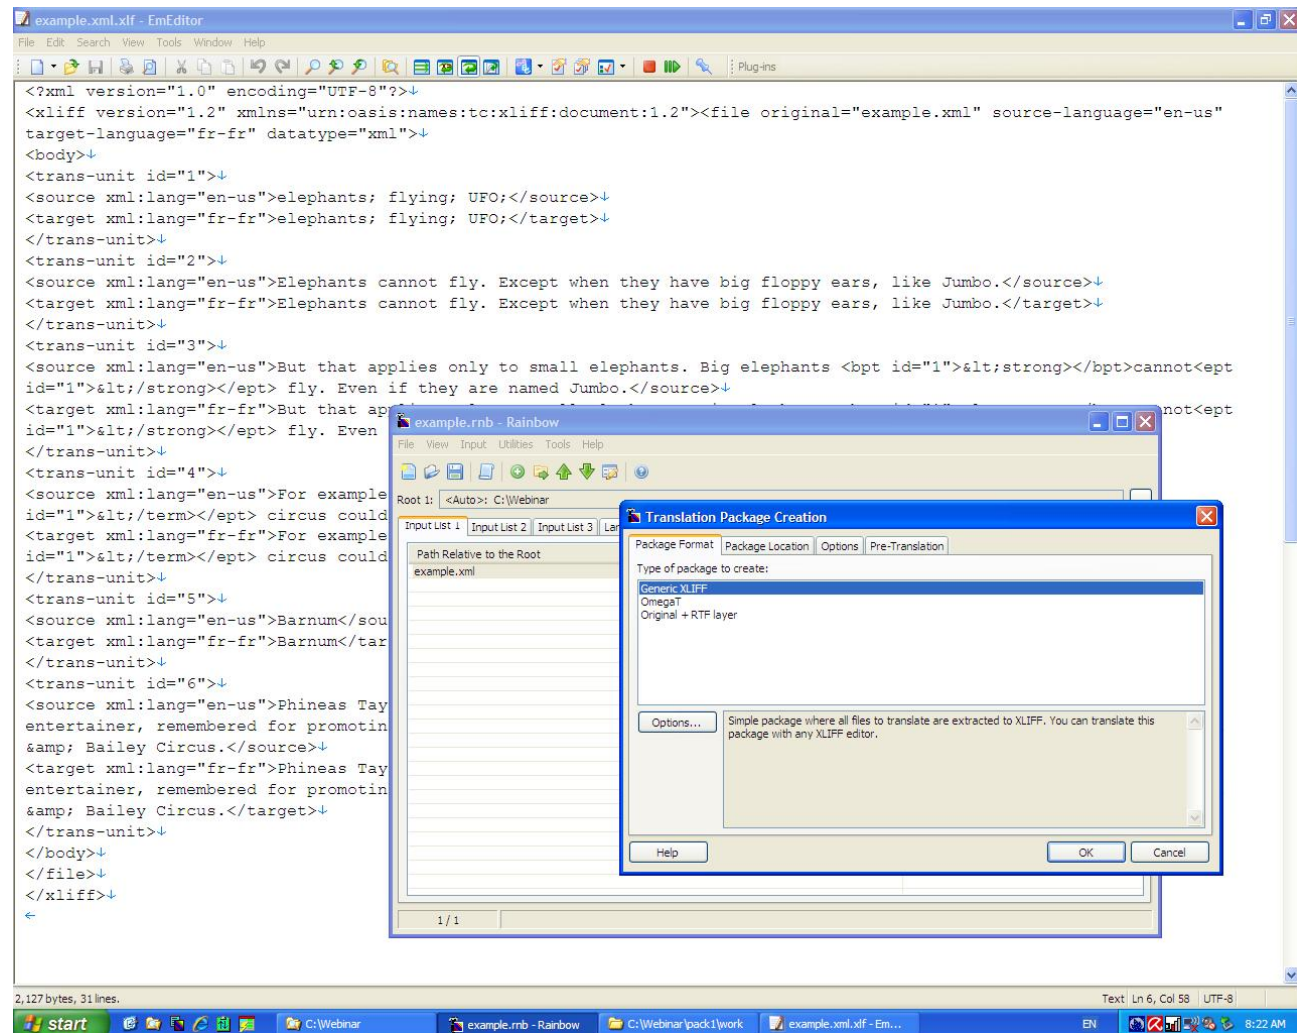 example.xml.xlf - EmEditor
File Edit Search View Tools Window Help
Plug-ins
<?xml version="1.0" encoding="UTF-8"?>↓
<xliff version="1.2" xmlns="urn:oasis:names:tc:xliff:document:1.2"><file original="example.xml" source-language="en-us"
target-language="fr-fr" datatype="xml">↓
<body>↓
<trans-unit id="1">↓
<source xml:lang="en-us">elephants; flying; UFO;</source>↓
<target xml:lang="fr-fr">elephants; flying; UFO;</target>↓
</trans-unit>↓
<trans-unit id="2">↓
<source xml:lang="en-us">Elephants cannot fly. Except when they have big floppy ears, like Jumbo.</source>↓
<target xml:lang="fr-fr">Elephants cannot fly. Except when they have big floppy ears, like Jumbo.</target>↓
</trans-unit>↓
<trans-unit id="3">↓
<source xml:lang="en-us">But that applies only to small elephants. Big elephants <bpt id="1">&lt;strong></bpt>cannot<ept
id="1">&lt;/strong></ept> fly. Even if they are named Jumbo.</source>↓
<target xml:lang="fr-fr">But that ap not<ept
id="1">&lt;/strong></ept> fly. Even
</trans-unit>↓
<trans-unit id="4">↓
<source xml:lang="en-us">For example
id="1">&lt;/term></ept> circus could
<target xml:lang="fr-fr">For example
id="1">&lt;/term></ept> circus could
</trans-unit>↓
<trans-unit id="5">↓
<source xml:lang="en-us">Barnum</sou
<target xml:lang="fr-fr">Barnum</tar
</trans-unit>↓
<trans-unit id="6">↓
<source xml:lang="en-us">Phineas Tay
entertainer, remembered for promotin
&amp; Bailey Circus.</source>↓
<target xml:lang="fr-fr">Phineas Tay
entertainer, remembered for promotin
&amp; Bailey Circus.</target>↓
</trans-unit>↓
</body>↓
</file>↓
</xliff>↓
←
example.rnb - Rainbow
File View Input Utilities Tools Help
Root 1: <Auto>: C:\Webinar
Input List 1 Input List 2 Input List 3 Lan
Path Relative to the Root
example.xml
1 / 1
Translation Package Creation
Package Format Package Location Options Pre-Translation
Type of package to create:
Generic XLIFF
OmegaT
Original + RTF layer
Options...
Simple package where all files to translate are extracted to XLIFF. You can translate this
package with any XLIFF editor.
Help OK Cancel
2,127 bytes, 31 lines. Text Ln 6, Col 58 UTF-8
start C:\Webinar example.rnb - Rainbow C:\Webinar\pack1\work example.xml.xlf - Em... EN 8:22 AM